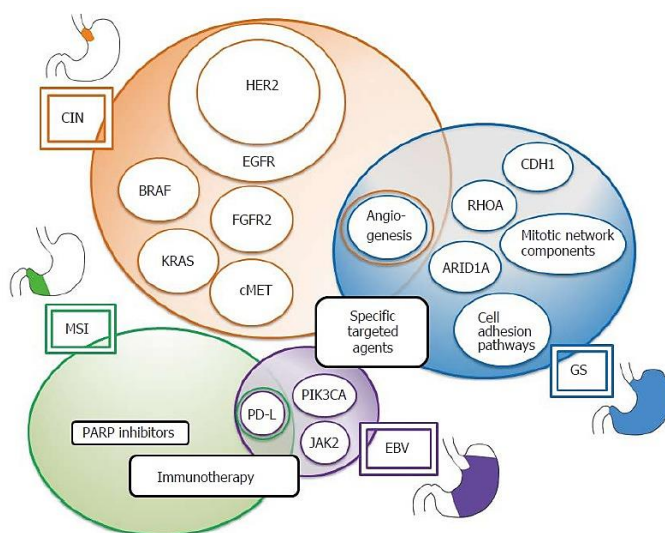 CIN
HER2
EGFR
BRAF
FGFR2
KRAS
cMET
Angio-
genesis
CDH1
RHOA
Mitotic network
components
ARID1A
Cell
adhesion
pathways
Specific
targeted
agents
GS
MSI
PARP inhibitors
PD-L
PIK3CA
JAK2
EBV
Immunotherapy